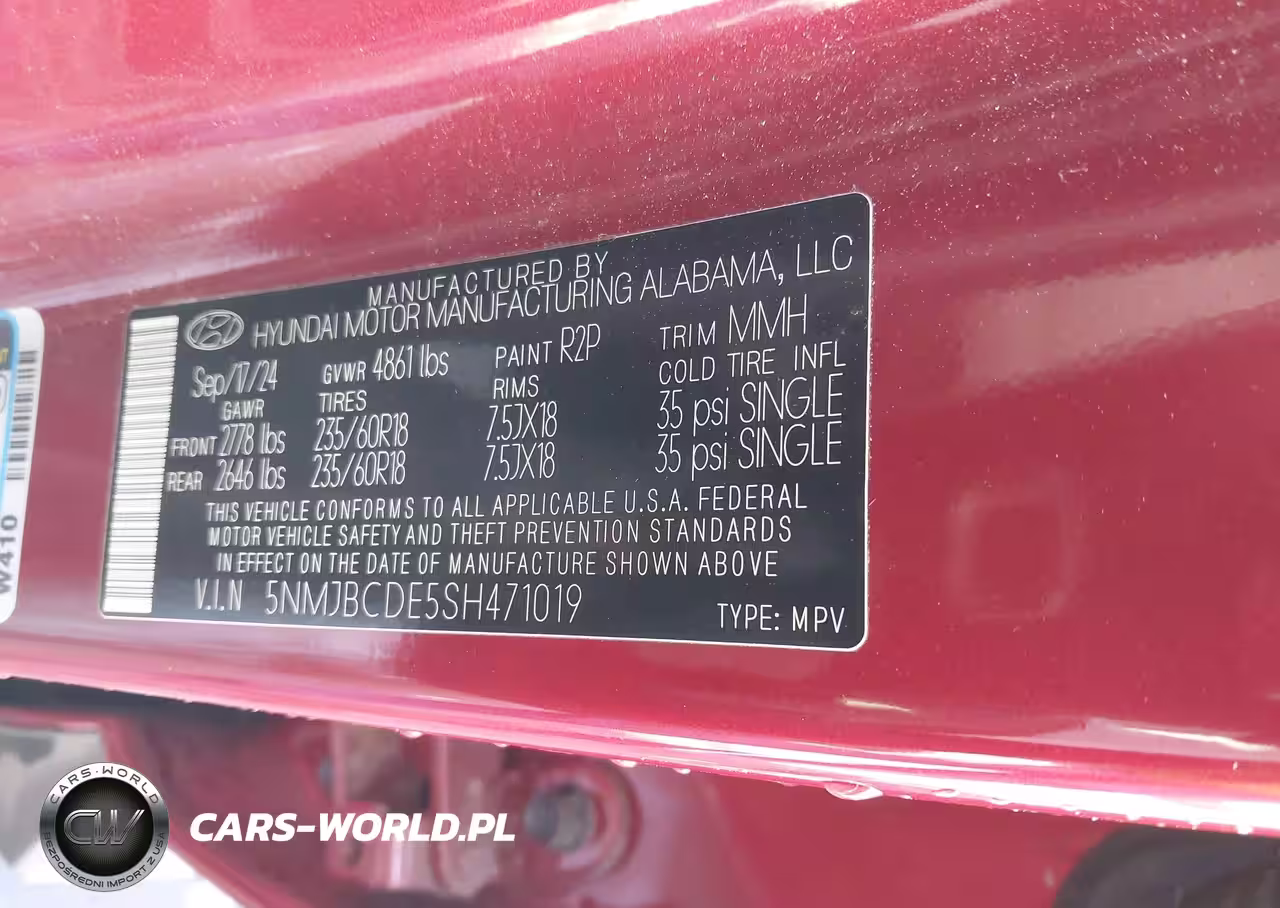 MANUFACTURED BY
HYUNDAI MOTOR MANUFACTURING ALABAMA, LLC
Sep/17/24 GVWR 4861 lbs PAINT R2P TRIM MMH
GAWR TIRES RIMS COLD TIRE INFL
FRONT 2778 lbs 235/60R18 7.5JX18 35 psi SINGLE
REAR 2646 lbs 235/60R18 7.5JX18 35 psi SINGLE
THIS VEHICLE CONFORMS TO ALL APPLICABLE U.S.A. FEDERAL
MOTOR VEHICLE SAFETY AND THEFT PREVENTION STANDARDS
IN EFFECT ON THE DATE OF MANUFACTURE SHOWN ABOVE
V.I.N 5NMJBCDE5SH471019 TYPE: MPV
W410
CARS-WORLD
CW
BEZPOŚREDNI IMPORT Z USA
CARS-WORLD.PL